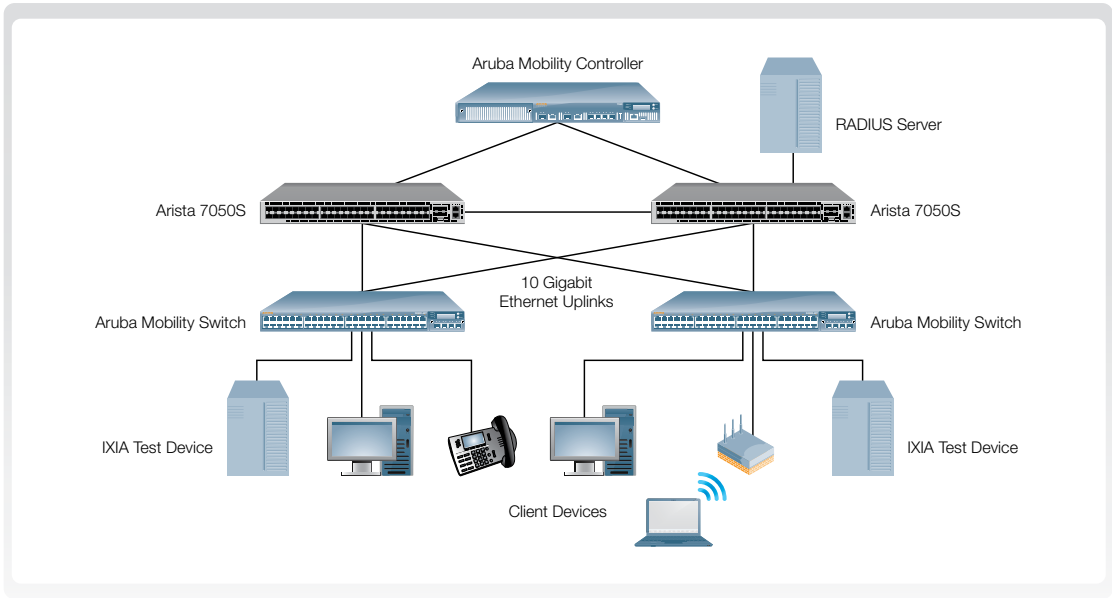 Aruba Mobility Controller
RADIUS Server
Arista 7050S
Arista 7050S
10 Gigabit
Ethernet Uplinks
Aruba Mobility Switch
Aruba Mobility Switch
IXIA Test Device
IXIA Test Device
Client Devices